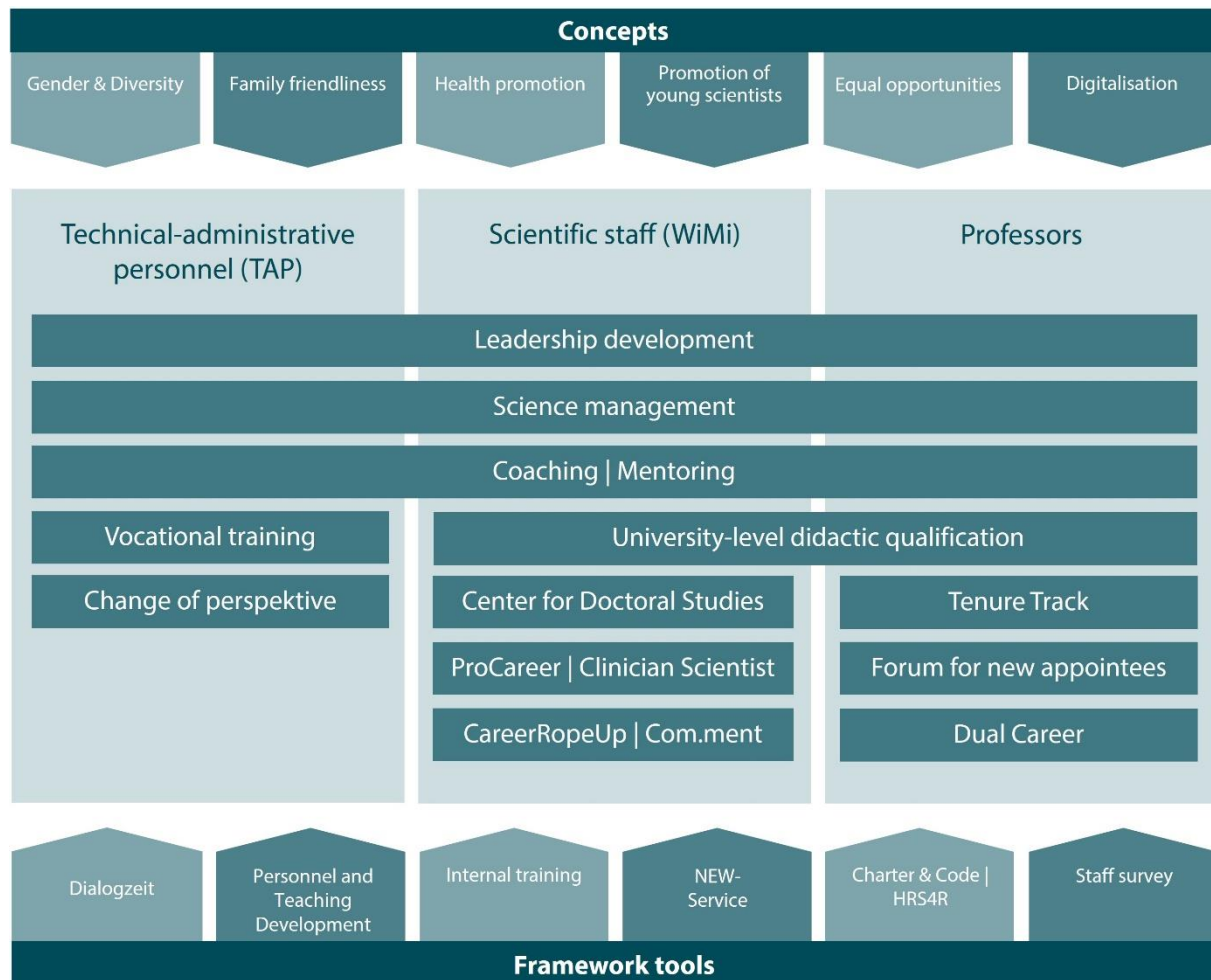 Concepts
Gender & Diversity
Family friendliness
Health promotion
Promotion of
young scientists
Equal opportunities
Digitalisation
Technical-administrative
personnel (TAP)
Scientific staff (WiMi)
Professors
Leadership development
Science management
Coaching | Mentoring
Vocational training
University-level didactic qualification
Change of perspektive
Center for Doctoral Studies
Tenure Track
ProCareer | Clinician Scientist
Forum for new appointees
CareerRopeUp | Com.ment
Dual Career
Dialogzeit
Personnel and
Teaching
Development
Internal training
NEW-
Service
Charter & Code |
HRS4R
Staff survey
Framework tools